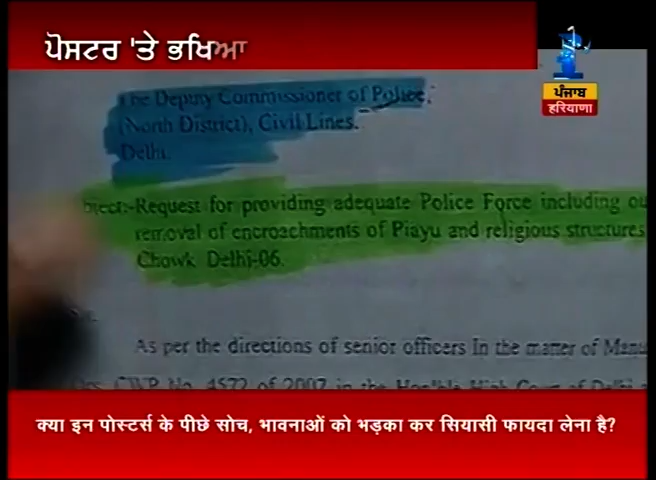 ਪੋਸਟਰ 'ਤੇ ਭਖਿਆ
ਪੰਜਾਬ
हरियाणा
The Deputy Commissioner of Police,
(North District), Civil Lines.
Delhi.
bject:-Request for providing adequate Police Force including
removal of encroachments of Piayu and religious structures
Chowk Delhi-06.
As per the directions of senior officers In the matter of
CWP No. 4572 of 2007 in the Hon'ble High Court of Delhi
क्या इन पोस्टर्स के पीछे सोच, भावनाओं को भड़का कर सियासी फायदा लेना है?